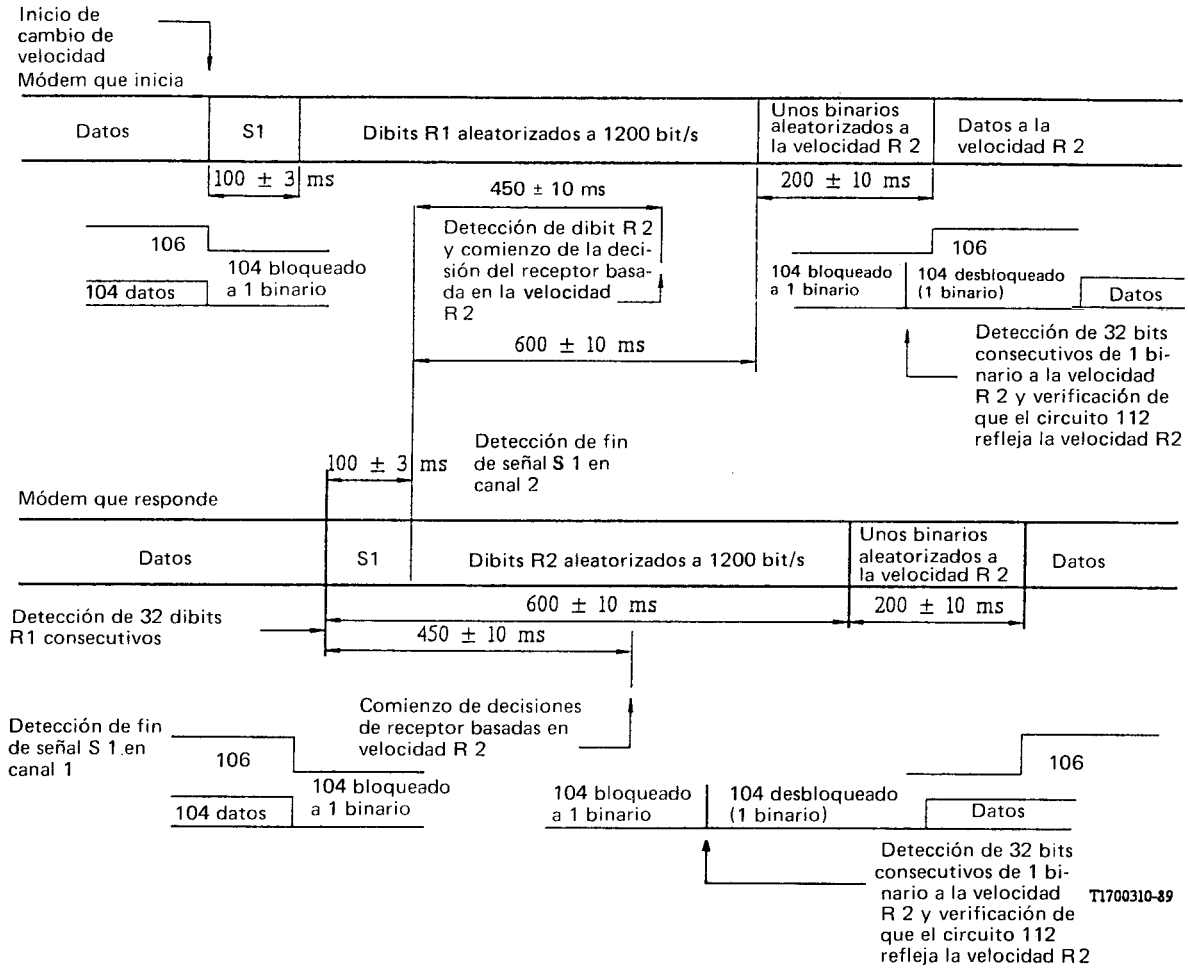 Inicio de
cambio de
velocidad
Módem que inicia
Datos
S1
Dibits R1 aleatorizados a 1200 bit/s
Unos binarios
aleatorizados a
la velocidad R 2
Datos a la
velocidad R 2
100 ± 3 ms
450 ± 10 ms
200 ± 10 ms
106
104 datos
104 bloqueado
a 1 binario
Detección de dibit R 2
y comienzo de la deci-
sión del receptor basa-
da en la velocidad
R 2
600 ± 10 ms
106
104 bloqueado
a 1 binario
104 desbloqueado
(1 binario)
Datos
Detección de 32 bits
consecutivos de 1 bi-
nario a la velocidad
R 2 y verificación de
que el circuito 112
refleja la velocidad R2
100 ± 3 ms
Detección de fin
de señal S 1 en
canal 2
Módem que responde
Datos
S1
Dibits R2 aleatorizados a 1200 bit/s
Unos binarios
aleatorizados a
la velocidad R 2
Datos
Detección de 32 dibits
R1 consecutivos
600 ± 10 ms
200 ± 10 ms
450 ± 10 ms
Comienzo de decisiones
de receptor basadas en
velocidad R 2
Detección de fin
de señal S 1.en
canal 1
106
104 datos
104 bloqueado
a 1 binario
104 bloqueado
a 1 binario
104 desbloqueado
(1 binario)
106
Datos
Detección de 32 bits
consecutivos de 1 bi-
nario a la velocidad
R 2 y verificación de
que el circuito 112
refleja la velocidad R2
T1700310-89